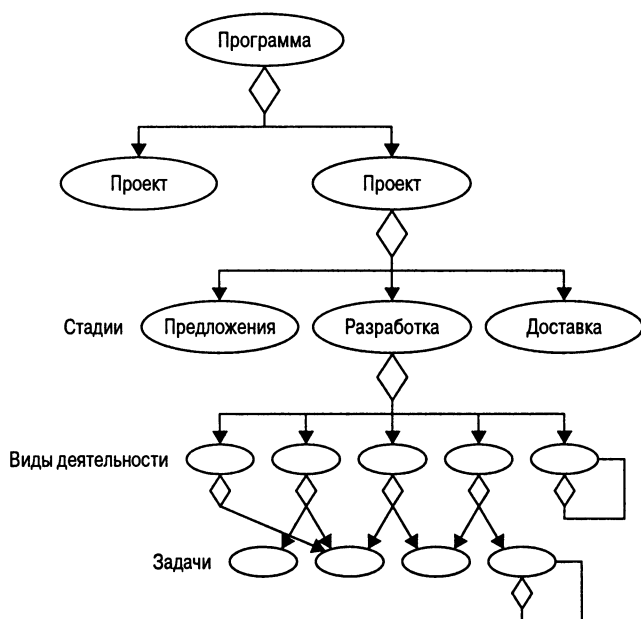 Программа
Проект
Проект
Стадии
Предложения
Разработка
Доставка
Виды деятельности
Задачи